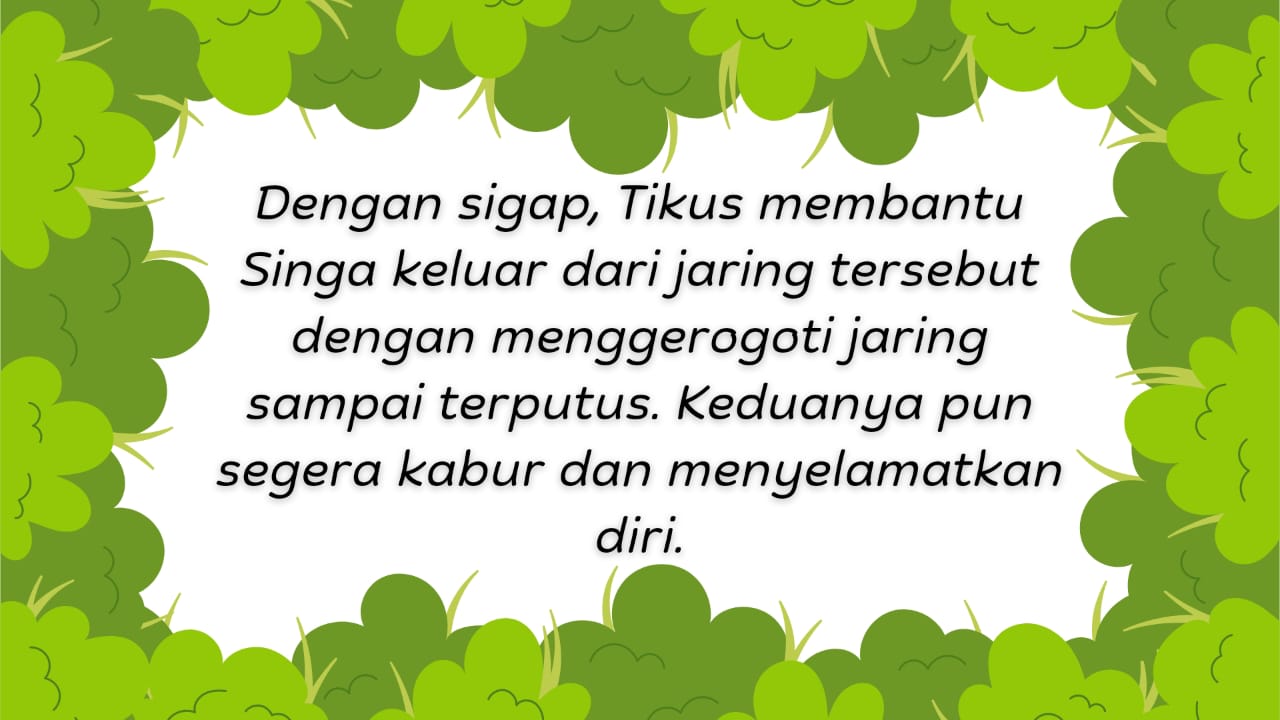 Dengan sigap, Tikus membantu
Singa keluar dari jaring tersebut
dengan menggerogoti jaring
sampai terputus. Keduanya pun
segera kabur dan menyelamatkan
diri.